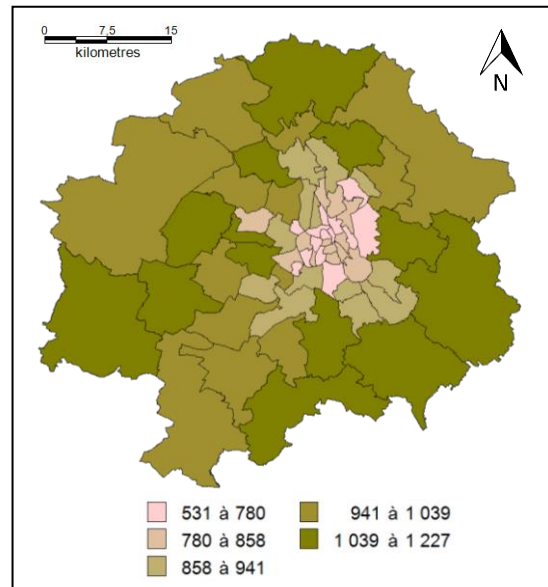 0 7,5 15
kilometres
N
531 à 780
780 à 858
858 à 941
941 à 1 039
1 039 à 1 227